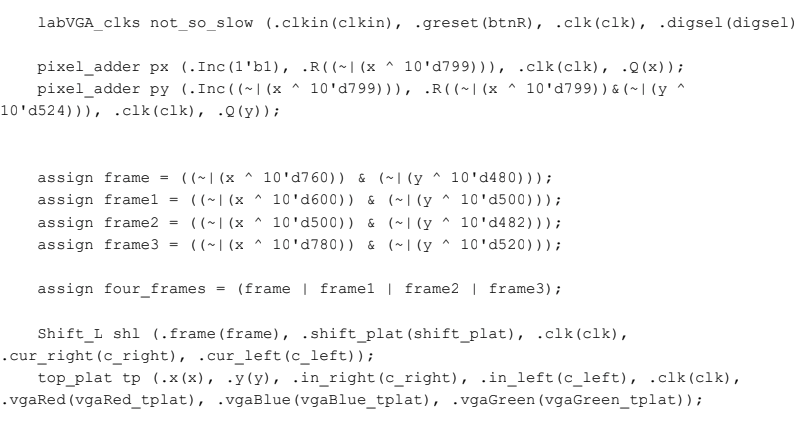 labVGA_clks not_so_slow (.clkin(clkin), .greset(btnR), .clk(clk), .digsel(digsel)
pixel_adder px (.Inc(1'b1), .R((~|(x ^ 10'd799))), .clk(clk), .Q(x));
pixel_adder py (.Inc((~|(x ^ 10'd799))), .R((~|(x ^ 10'd799))&(~|(y ^
10'd524))), .clk(clk), .Q(y));
assign frame = ((~|(x ^ 10'd760)) & (~|(y ^ 10'd480)));
assign frame1 = ((~|(x ^ 10'd600)) & (~|(y ^ 10'd500)));
assign frame2 = ((~|(x ^ 10'd500)) & (~|(y ^ 10'd482)));
assign frame3 = ((~|(x ^ 10'd780)) & (~|(y ^ 10'd520)));
assign four_frames = (frame | frame1 | frame2 | frame3);
Shift_L shl (.frame(frame), .shift_plat(shift_plat), .clk(clk),
.cur_right(c_right), .cur_left(c_left));
top_plat tp (.x(x), .y(y), .in_right(c_right), .in_left(c_left), .clk(clk),
.vgaRed(vgaRed_tplat), .vgaBlue(vgaBlue_tplat), .vgaGreen(vgaGreen_tplat));